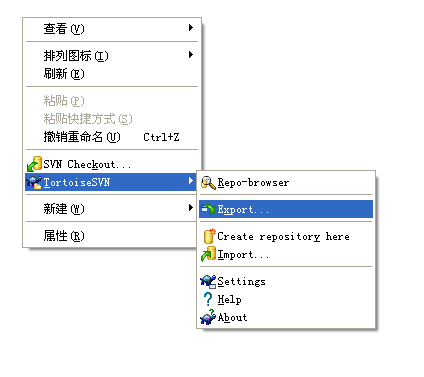 查看(V)
排列图标(I)
刷新(E)
粘贴(P)
粘贴快捷方式(S)
撤销重命名(U) Ctrl+Z
SVN Checkout...
TortoiseSVN
新建(W)
属性(R)
Repo-browser
Export...
Create repository here
Import...
Settings
Help
About